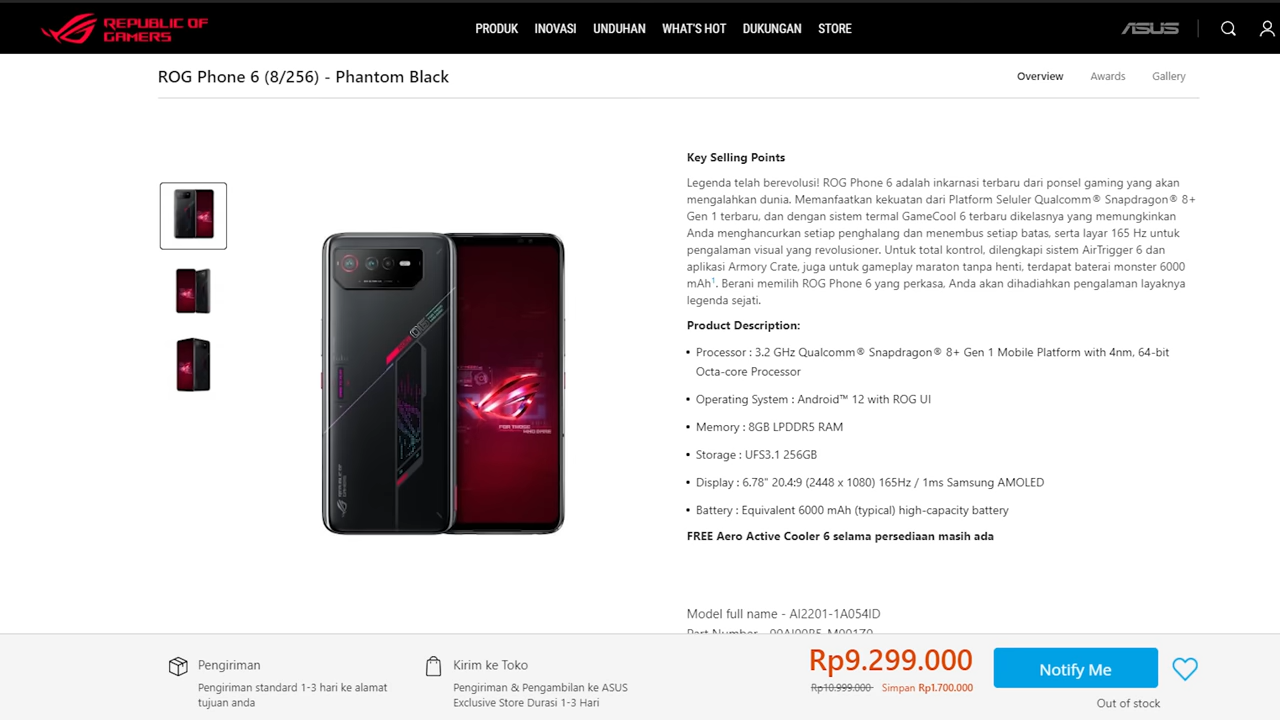 REPUBLIC OF
GAMERS
PRODUK INOVASI UNDUHAN WHAT'S HOT DUKUNGAN STORE
ASUS
ROG Phone 6 (8/256) - Phantom Black
Overview Awards Gallery
Key Selling Points
Legenda telah berevolusi! ROG Phone 6 adalah inkarnasi terbaru dari ponsel gaming yang akan
mengalahkan dunia. Memanfaatkan kekuatan dari Platform Seluler Qualcomm® Snapdragon® 8+
Gen 1 terbaru, dan dengan sistem termal GameCool 6 terbaru dikelasnya yang memungkinkan
Anda menghancurkan setiap penghalang dan menembus setiap batas, serta layar 165 Hz untuk
pengalaman visual yang revolusioner. Untuk total kontrol, dilengkapi sistem AirTrigger 6 dan
aplikasi Armory Crate, juga untuk gameplay maraton tanpa henti, terdapat baterai monster 6000
mAh¹. Berani memilih ROG Phone 6 yang perkasa, Anda akan dihadiahkan pengalaman layaknya
legenda sejati.
Product Description:
• Processor : 3.2 GHz Qualcomm® Snapdragon® 8+ Gen 1 Mobile Platform with 4nm, 64-bit
Octa-core Processor
• Operating System : Android™ 12 with ROG UI
• Memory : 8GB LPDDR5 RAM
• Storage : UFS3.1 256GB
• Display : 6.78" 20.4:9 (2448 x 1080) 165Hz / 1ms Samsung AMOLED
• Battery : Equivalent 6000 mAh (typical) high-capacity battery
FREE Aero Active Cooler 6 selama persediaan masih ada
FOR THOSE
WHO DARE
Model full name - AI2201-1A054ID
Part Number - 90AI00B5-M001Z0
Pengiriman
Pengiriman standard 1-3 hari ke alamat
tujuan anda
Kirim ke Toko
Pengiriman & Pengambilan ke ASUS
Exclusive Store Durasi 1-3 Hari
Rp9.299.000
Rp10.999.000 Simpan Rp1.700.000
Notify Me
Out of stock